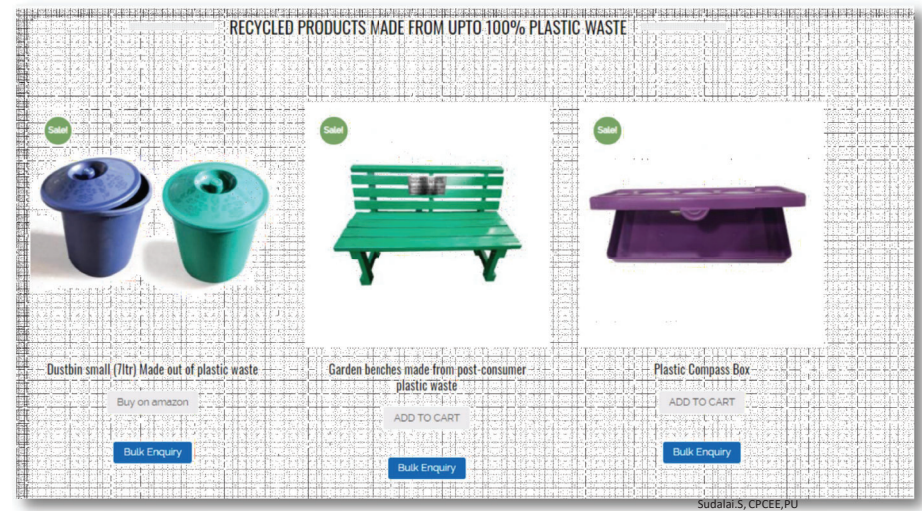 RECYCLED PRODUCTS MADE FROM UPTO 100% PLASTIC WASTE
Sale!
Sale!
Sale!
Dustbin small (7ltr) Made out of plastic waste
Buy on amazon
Bulk Enquiry
Garden benches made from post-consumer
plastic waste
ADD TO CART
Bulk Enquiry
Plastic Compass Box
ADD TO CART
Bulk Enquiry
Sudalai.S, CPCEE,PU